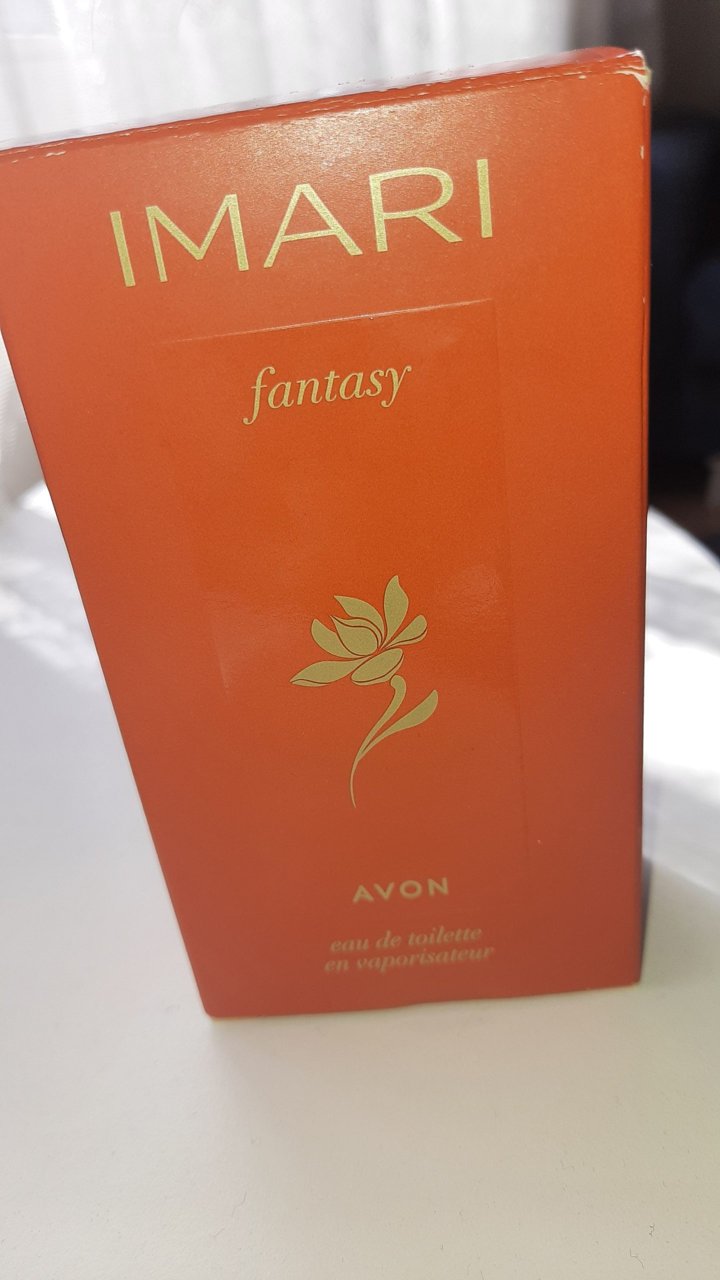 IMARI
fantasy
AVON
eau de toilette
en vaporisateur